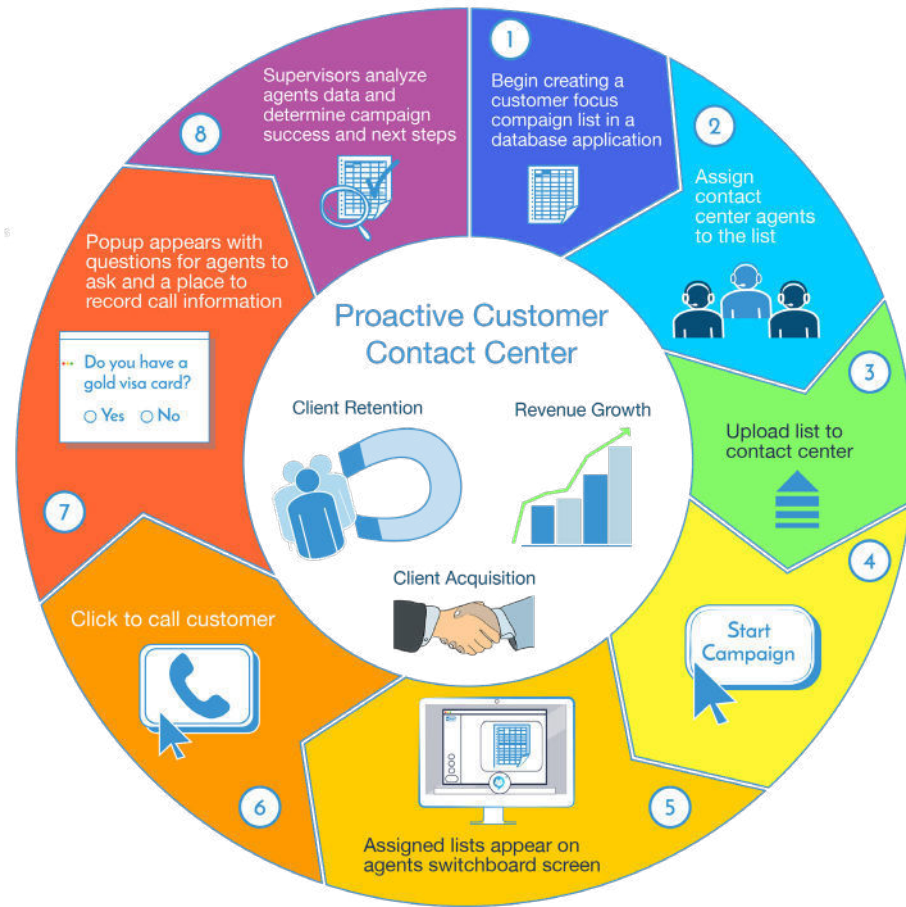 1
Begin creating a
customer focus
compaign list in a
database application
2
Assign
contact
center agents
to the list
3
Upload list to
contact center
4
Start
Campaign
5
Assigned lists appear on
agents switchboard screen
6
Click to call customer
7
Popup appears with
questions for agents to
ask and a place to
record call information
Do you have a
gold visa card?
Yes No
8
Supervisors analyze
agents data and
determine campaign
success and next steps
Proactive Customer
Contact Center
Client Retention
Revenue Growth
Client Acquisition